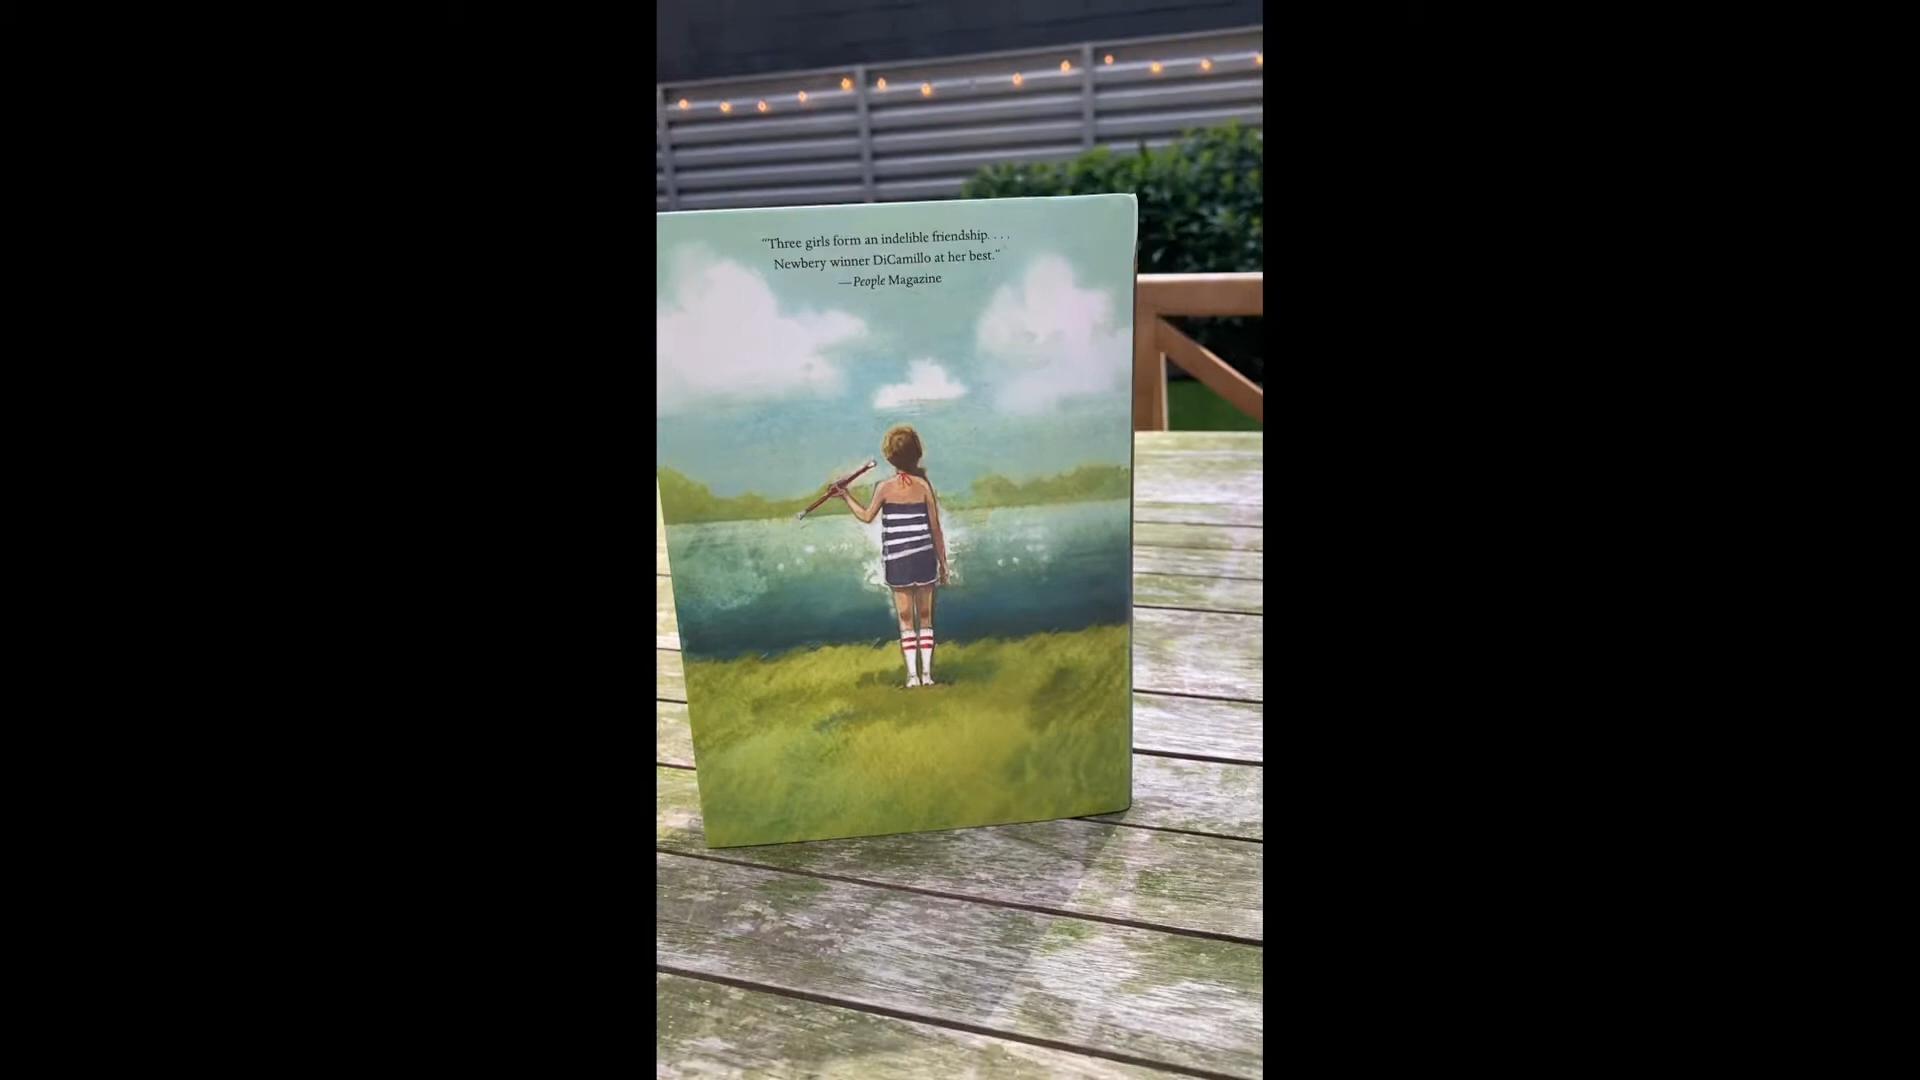 “Three girls form an indelible friendship. . . .
Newbery winner DiCamillo at her best.”
—People Magazine